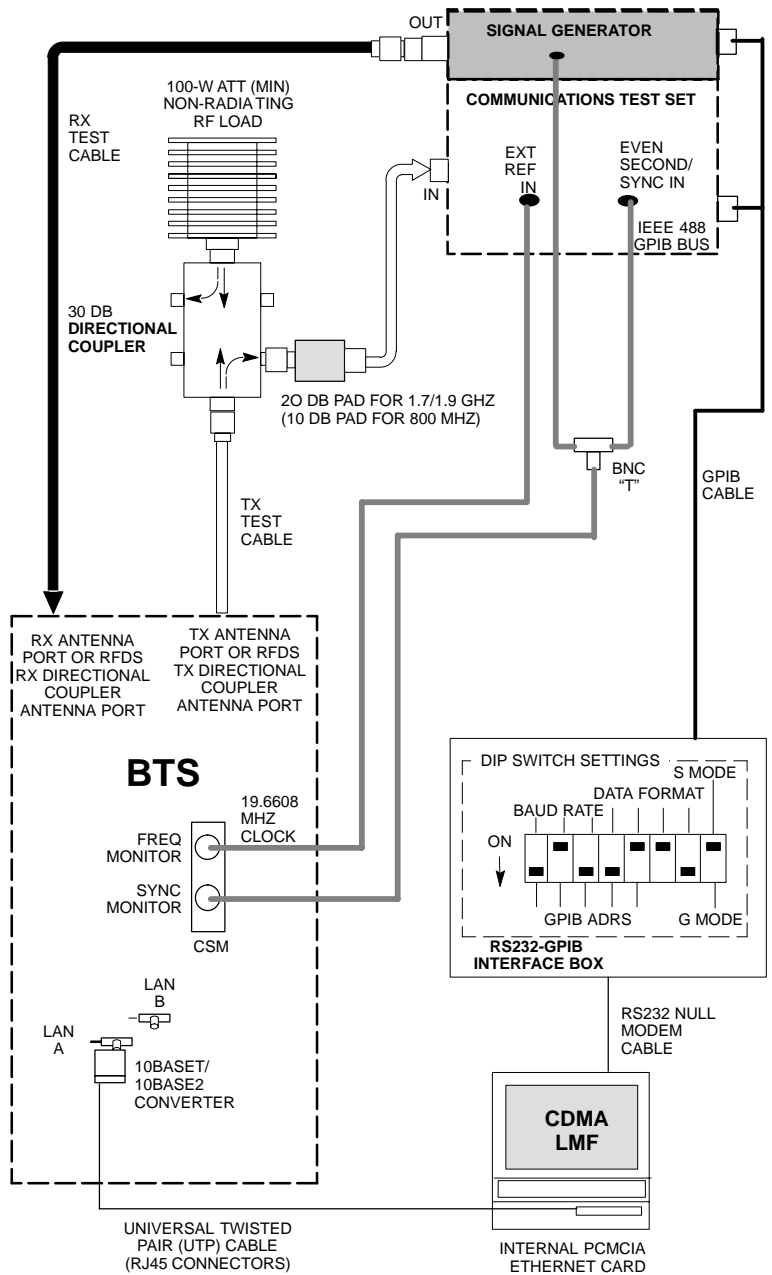 OUT
SIGNAL GENERATOR
100-W ATT (MIN)
NON-RADIATING
RF LOAD
COMMUNICATIONS TEST SET
RX
TEST
CABLE
IN
EXT
REF
IN
EVEN
SECOND/
SYNC IN
IEEE 488
GPIB BUS
30 DB
DIRECTIONAL
COUPLER
2O DB PAD FOR 1.7/1.9 GHZ
(10 DB PAD FOR 800 MHZ)
BNC
“T”
GPIB
CABLE
TX
TEST
CABLE
RX ANTENNA
PORT OR RFDS
RX DIRECTIONAL
COUPLER
ANTENNA PORT
TX ANTENNA
PORT OR RFDS
TX DIRECTIONAL
COUPLER
ANTENNA PORT
BTS
19.6608
MHZ
CLOCK
FREQ
MONITOR
SYNC
MONITOR
CSM
DIP SWITCH SETTINGS
S MODE
DATA FORMAT
BAUD RATE
ON
GPIB ADRS
G MODE
RS232-GPIB
INTERFACE BOX
LAN
B
LAN
A
10BASET/
10BASE2
CONVERTER
RS232 NULL
MODEM
CABLE
CDMA
LMF
UNIVERSAL TWISTED
PAIR (UTP) CABLE
(RJ45 CONNECTORS)
INTERNAL PCMCIA
ETHERNET CARD